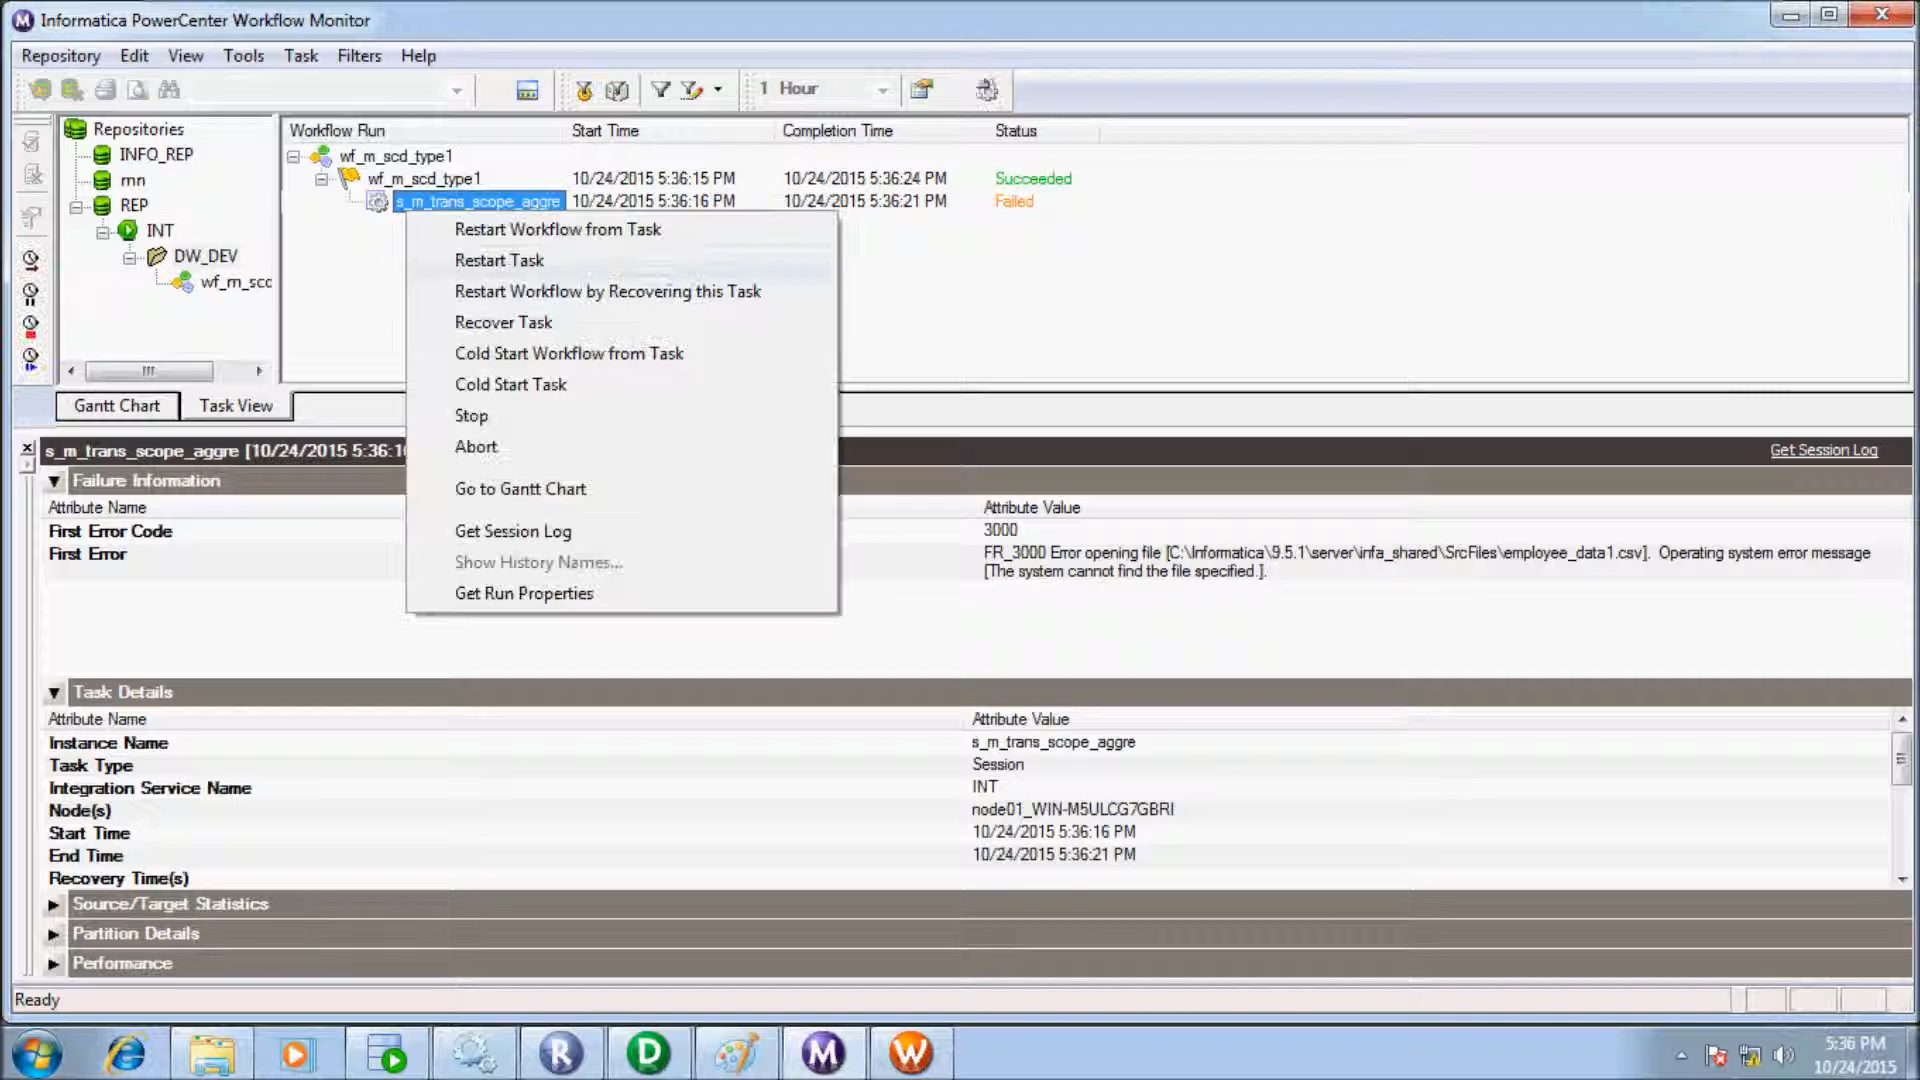 Informatica PowerCenter Workflow Monitor
Repository Edit View Tools Task Filters Help
1 Hour
Repositories
INFO_REP
mn
REP
INT
DW_DEV
wf_m_scc
Workflow Run Start Time Completion Time Status
wf_m_scd_type1
wf_m_scd_type1 10/24/2015 5:36:15 PM 10/24/2015 5:36:24 PM Succeeded
s_m_trans_scope_aggre 10/24/2015 5:36:16 PM 10/24/2015 5:36:21 PM Failed
Restart Workflow from Task
Restart Task
Restart Workflow by Recovering this Task
Recover Task
Cold Start Workflow from Task
Cold Start Task
Stop
Abort
Go to Gantt Chart
Get Session Log
Show History Names...
Get Run Properties
Gantt Chart Task View
s_m_trans_scope_aggre [10/24/2015 5:36:1 Get Session Log
Failure Information
Attribute Name Attribute Value
First Error Code 3000
First Error FR_3000 Error opening file [C:\Informatica\9.5.1\server\infa_shared\SrcFiles\employee_data1.csv]. Operating system error message
[The system cannot find the file specified.].
Task Details
Attribute Name Attribute Value
Instance Name s_m_trans_scope_aggre
Task Type Session
Integration Service Name INT
Node(s) node01_WIN-M5ULCG7GBRI
Start Time 10/24/2015 5:36:16 PM
End Time 10/24/2015 5:36:21 PM
Recovery Time(s)
Source/Target Statistics
Partition Details
Performance
Ready
R D M W
5:36 PM
10/24/2015